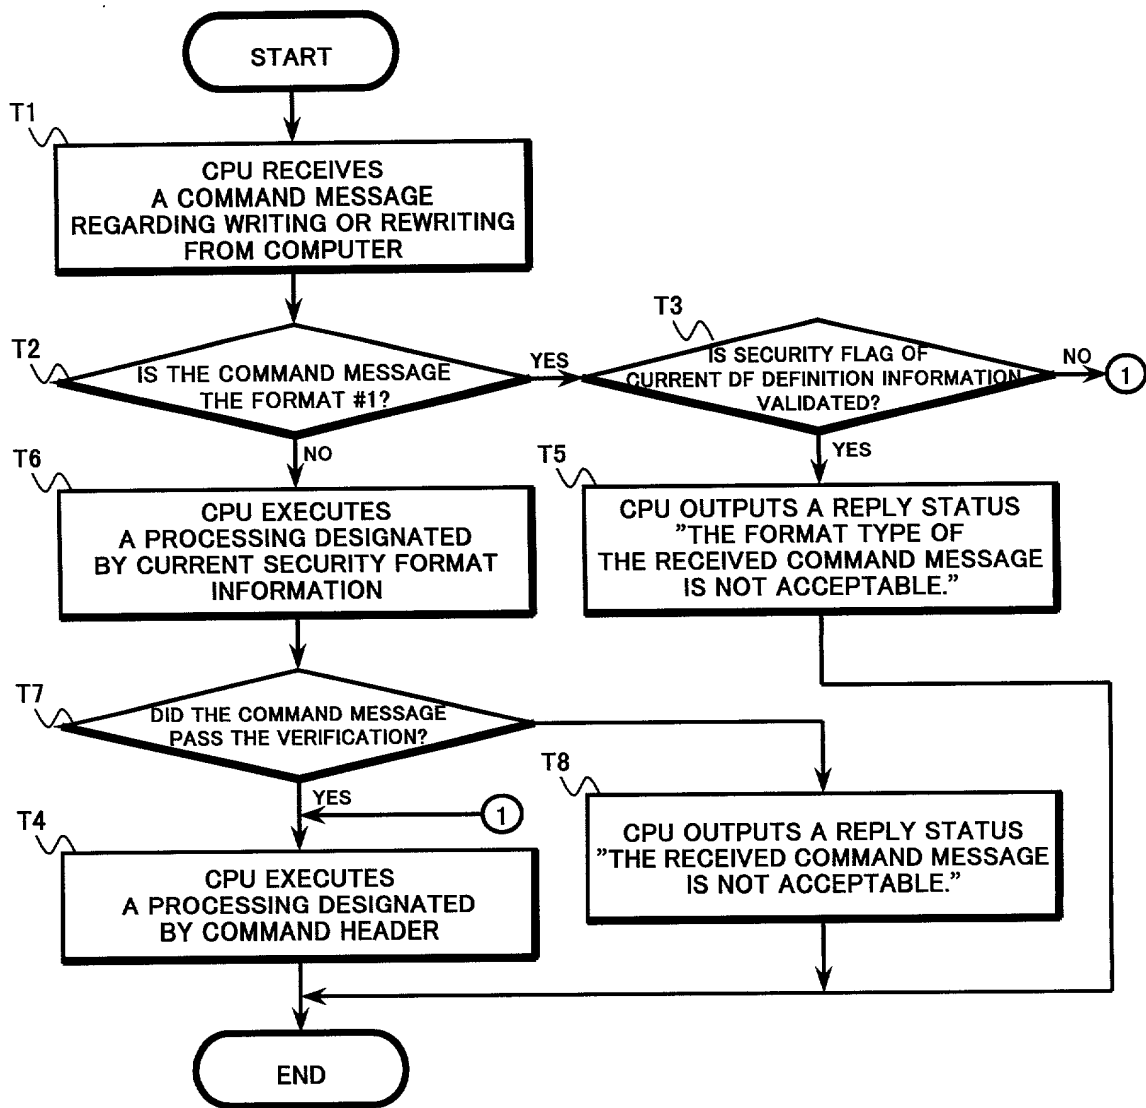 START
T1
CPU RECEIVES
A COMMAND MESSAGE
REGARDING WRITING OR REWRITING
FROM COMPUTER
T2
IS THE COMMAND MESSAGE
THE FORMAT #1?
YES
NO
T3
IS SECURITY FLAG OF
CURRENT DF DEFINITION INFORMATION
VALIDATED?
NO
1
YES
T6
CPU EXECUTES
A PROCESSING DESIGNATED
BY CURRENT SECURITY FORMAT
INFORMATION
T5
CPU OUTPUTS A REPLY STATUS
"THE FORMAT TYPE OF
THE RECEIVED COMMAND MESSAGE
IS NOT ACCEPTABLE."
T7
DID THE COMMAND MESSAGE
PASS THE VERIFICATION?
YES
1
T8
CPU OUTPUTS A REPLY STATUS
"THE RECEIVED COMMAND MESSAGE
IS NOT ACCEPTABLE."
T4
CPU EXECUTES
A PROCESSING DESIGNATED
BY COMMAND HEADER
END